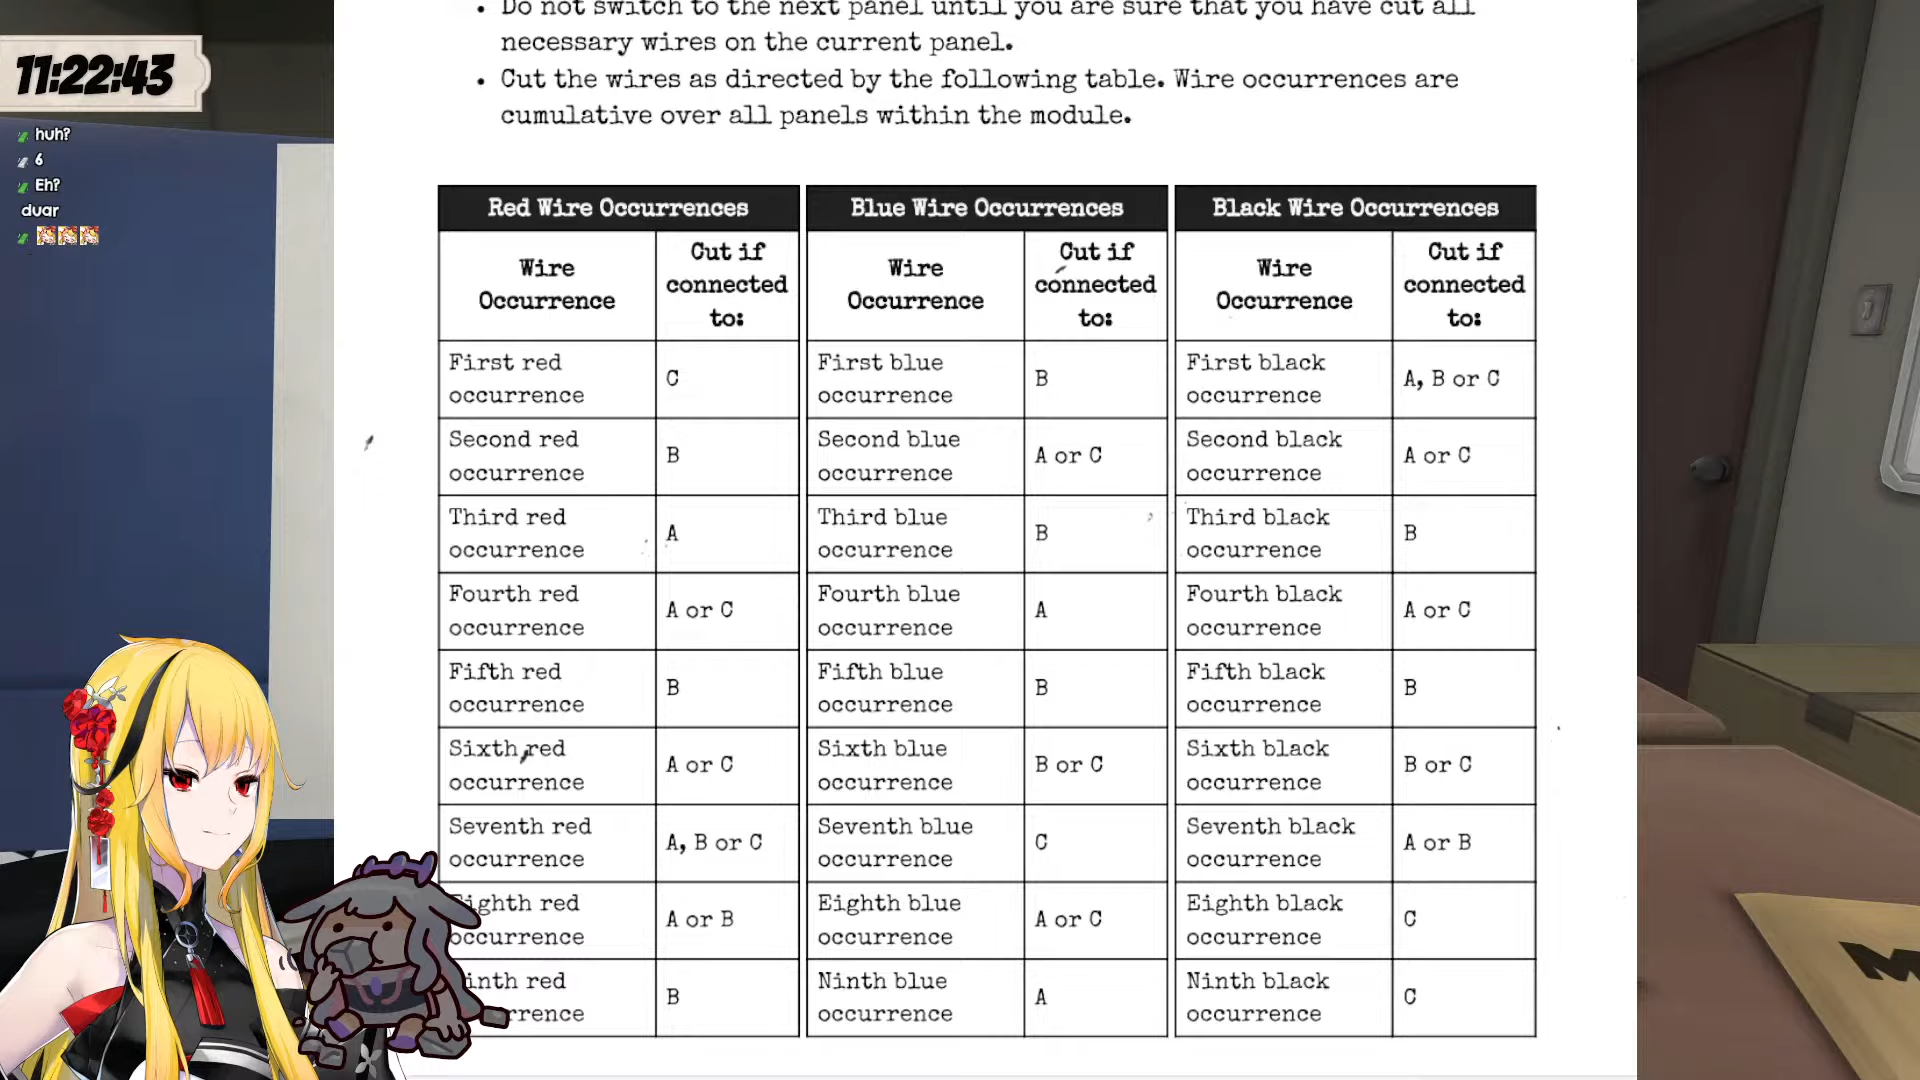 • Do not switch to the next panel until you are sure that you have cut all
necessary wires on the current panel.
• Cut the wires as directed by the following table. Wire occurrences are
cumulative over all panels within the module.
11:22:43
huh?
6
Eh?
duar
Red Wire Occurrences
Wire Occurrence
Cut if connected to:
First red occurrence
C
Second red occurrence
B
Third red occurrence
A
Fourth red occurrence
A or C
Fifth red occurrence
B
Sixth red occurrence
A or C
Seventh red occurrence
A, B or C
ighth red occurrence
A or B
inth red rrence
B
Blue Wire Occurrences
Wire Occurrence
Cut if connected to:
First blue occurrence
B
Second blue occurrence
A or C
Third blue occurrence
B
Fourth blue occurrence
A
Fifth blue occurrence
B
Sixth blue occurrence
B or C
Seventh blue occurrence
C
Eighth blue occurrence
A or C
Ninth blue occurrence
A
Black Wire Occurrences
Wire Occurrence
Cut if connected to:
First black occurrence
A, B or C
Second black occurrence
A or C
Third black occurrence
B
Fourth black occurrence
A or C
Fifth black occurrence
B
Sixth black occurrence
B or C
Seventh black occurrence
A or B
Eighth black occurrence
C
Ninth black occurrence
C